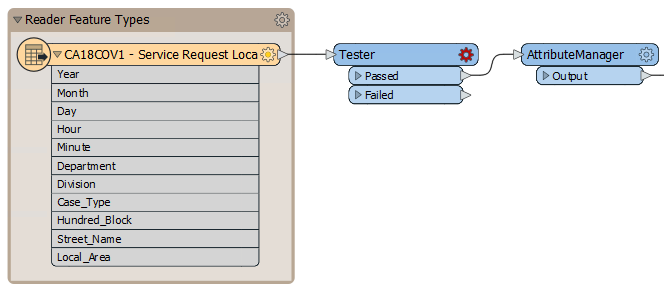 Reader Feature Types
CA18COV1 - Service Request Loca
Year
Month
Day
Hour
Minute
Department
Division
Case_Type
Hundred_Block
Street_Name
Local_Area
Tester
Passed
Failed
AttributeManager
Output